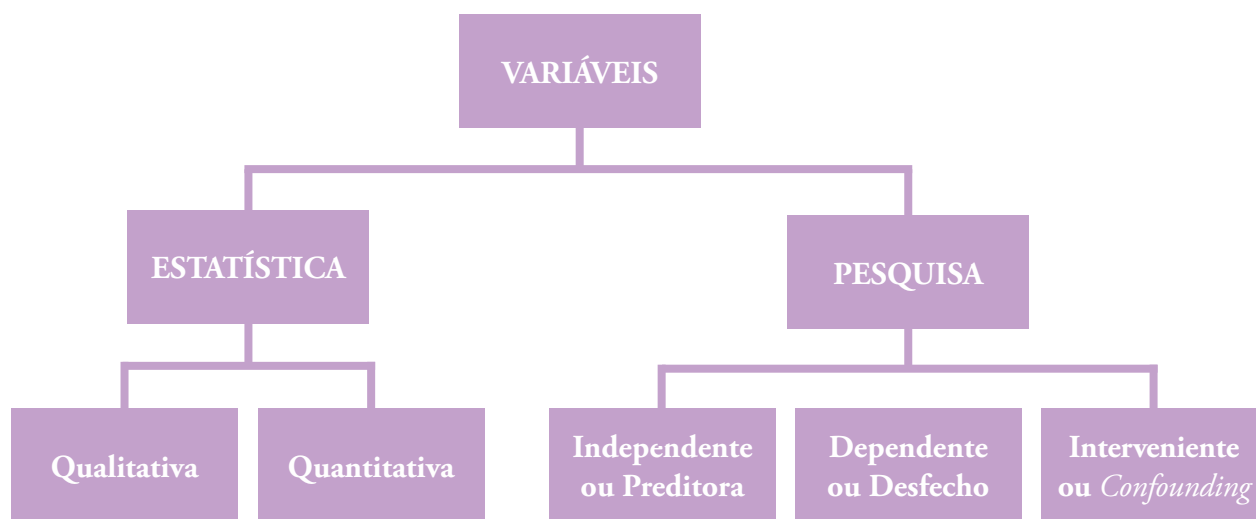 VARIÁVEIS
ESTATÍSTICA
PESQUISA
Qualitativa
Quantitativa
Independente
ou Preditora
Dependente
ou Desfecho
Interveniente
ou Confounding